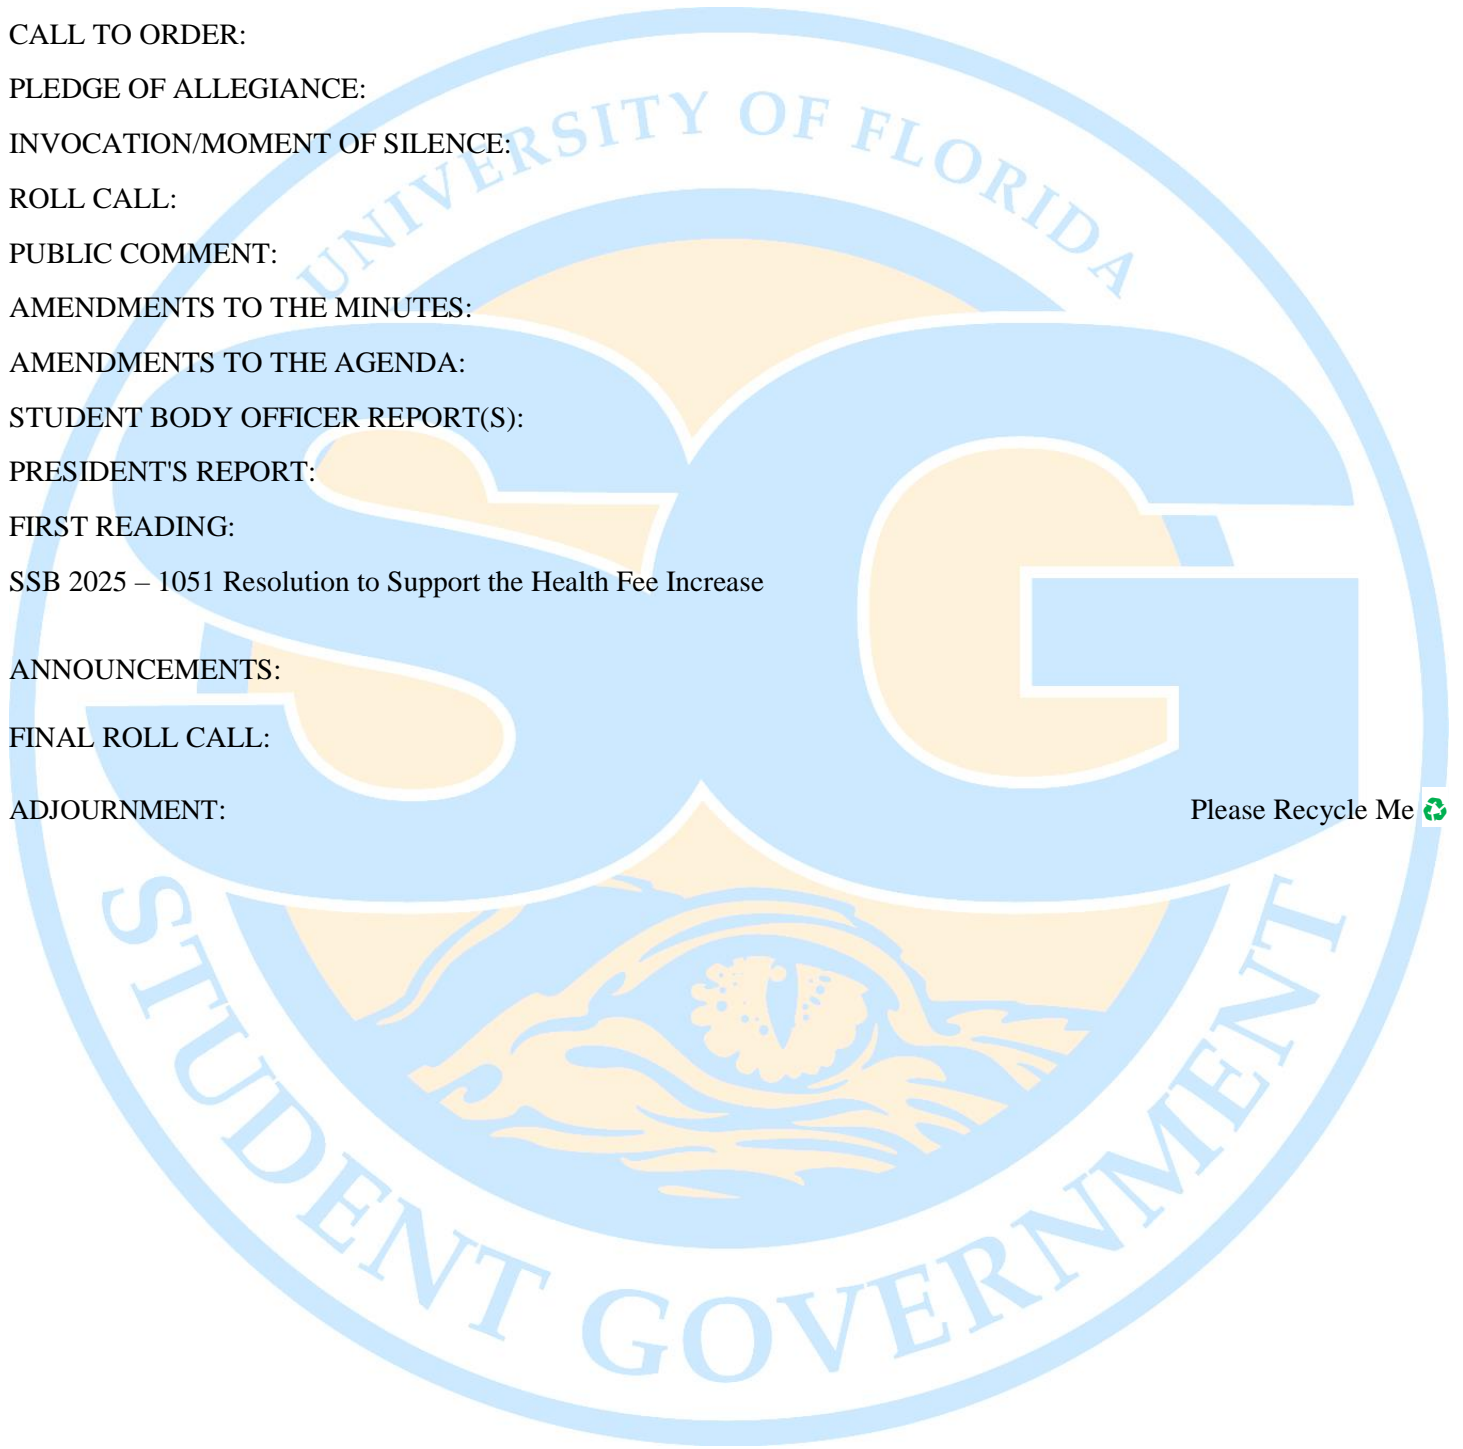 CALL TO ORDER:
PLEDGE OF ALLEGIANCE:
INVOCATION/MOMENT OF SILENCE:
ROLL CALL:
PUBLIC COMMENT:
AMENDMENTS TO THE MINUTES:
AMENDMENTS TO THE AGENDA:
STUDENT BODY OFFICER REPORT(S):
PRESIDENT'S REPORT:
FIRST READING:
SSB 2025 – 1051 Resolution to Support the Health Fee Increase
ANNOUNCEMENTS:
FINAL ROLL CALL:
ADJOURNMENT:
Please Recycle Me
UNIVERSITY OF FLORIDA
SG
STUDENT GOVERNMENT